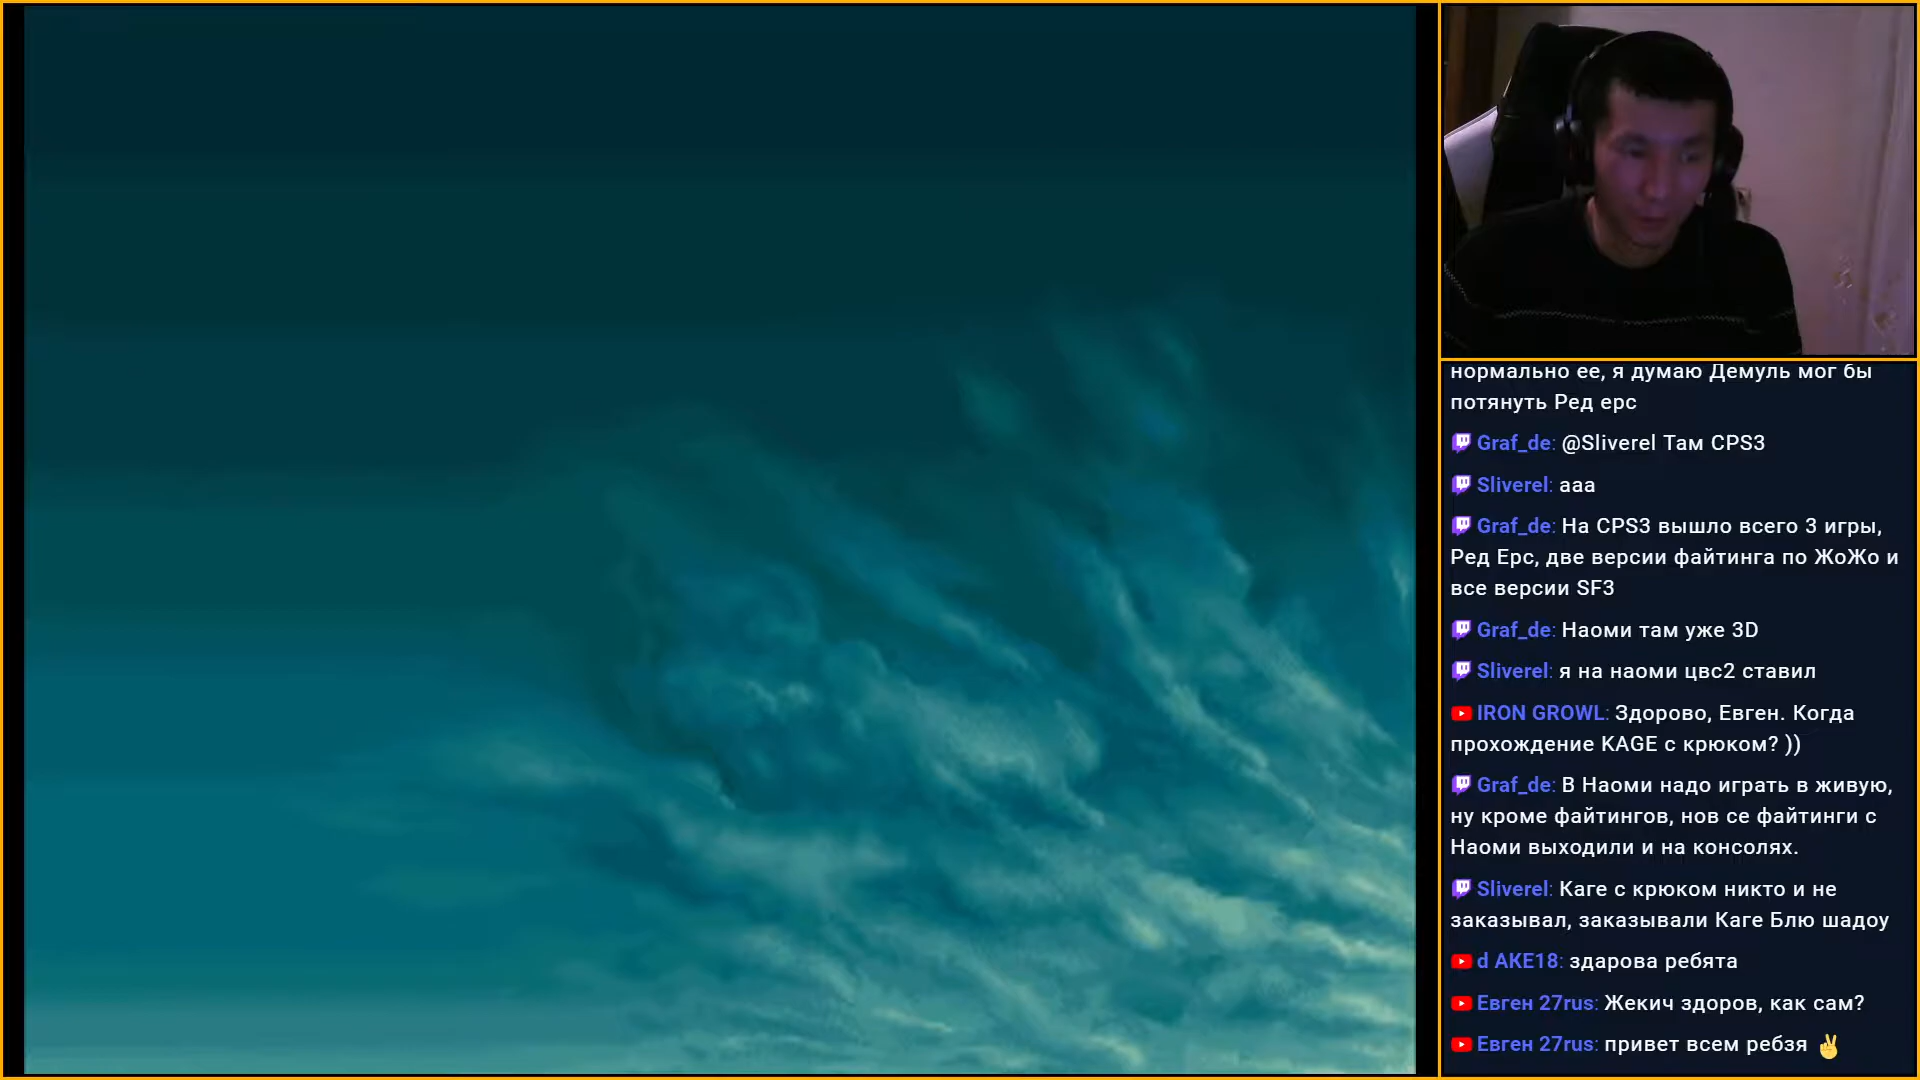 нормально ее, я думаю Демуль мог бы
потянуть Ред ерс
Graf_de: @Sliverel Там CPS3
Sliverel: ааа
Graf_de: На CPS3 вышло всего 3 игры,
Ред Ерс, две версии файтинга по ЖоЖо и
все версии SF3
Graf_de: Наоми там уже 3D
Sliverel: я на наоми цвс2 ставил
IRON GROWL: Здорово, Евген. Когда
прохождение KAGE с крюком? ))
Graf_de: В Наоми надо играть в живую,
ну кроме файтингов, нов се файтинги с
Наоми выходили и на консолях.
Sliverel: Каге с крюком никто и не
заказывал, заказывали Каге Блю шадоу
d AKE18: здарова ребята
Евген 27rus: Жекич здоров, как сам?
Евген 27rus: привет всем ребзя ✌